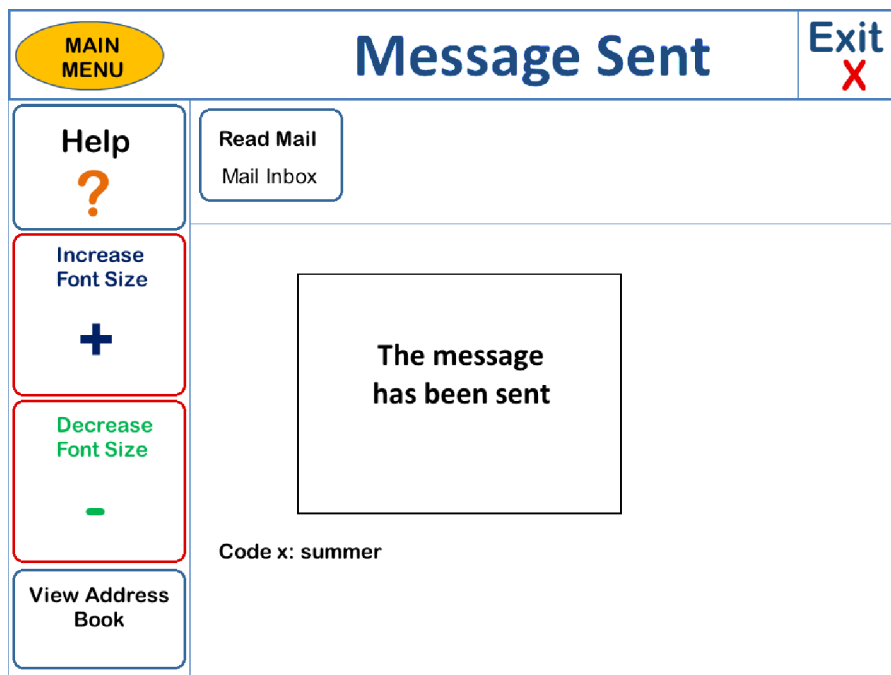 MAIN
MENU
Message Sent
Exit
X
Help
?
Read Mail
Mail Inbox
Increase
Font Size
+
The message
has been sent
Decrease
Font Size
-
Code x: summer
View Address
Book